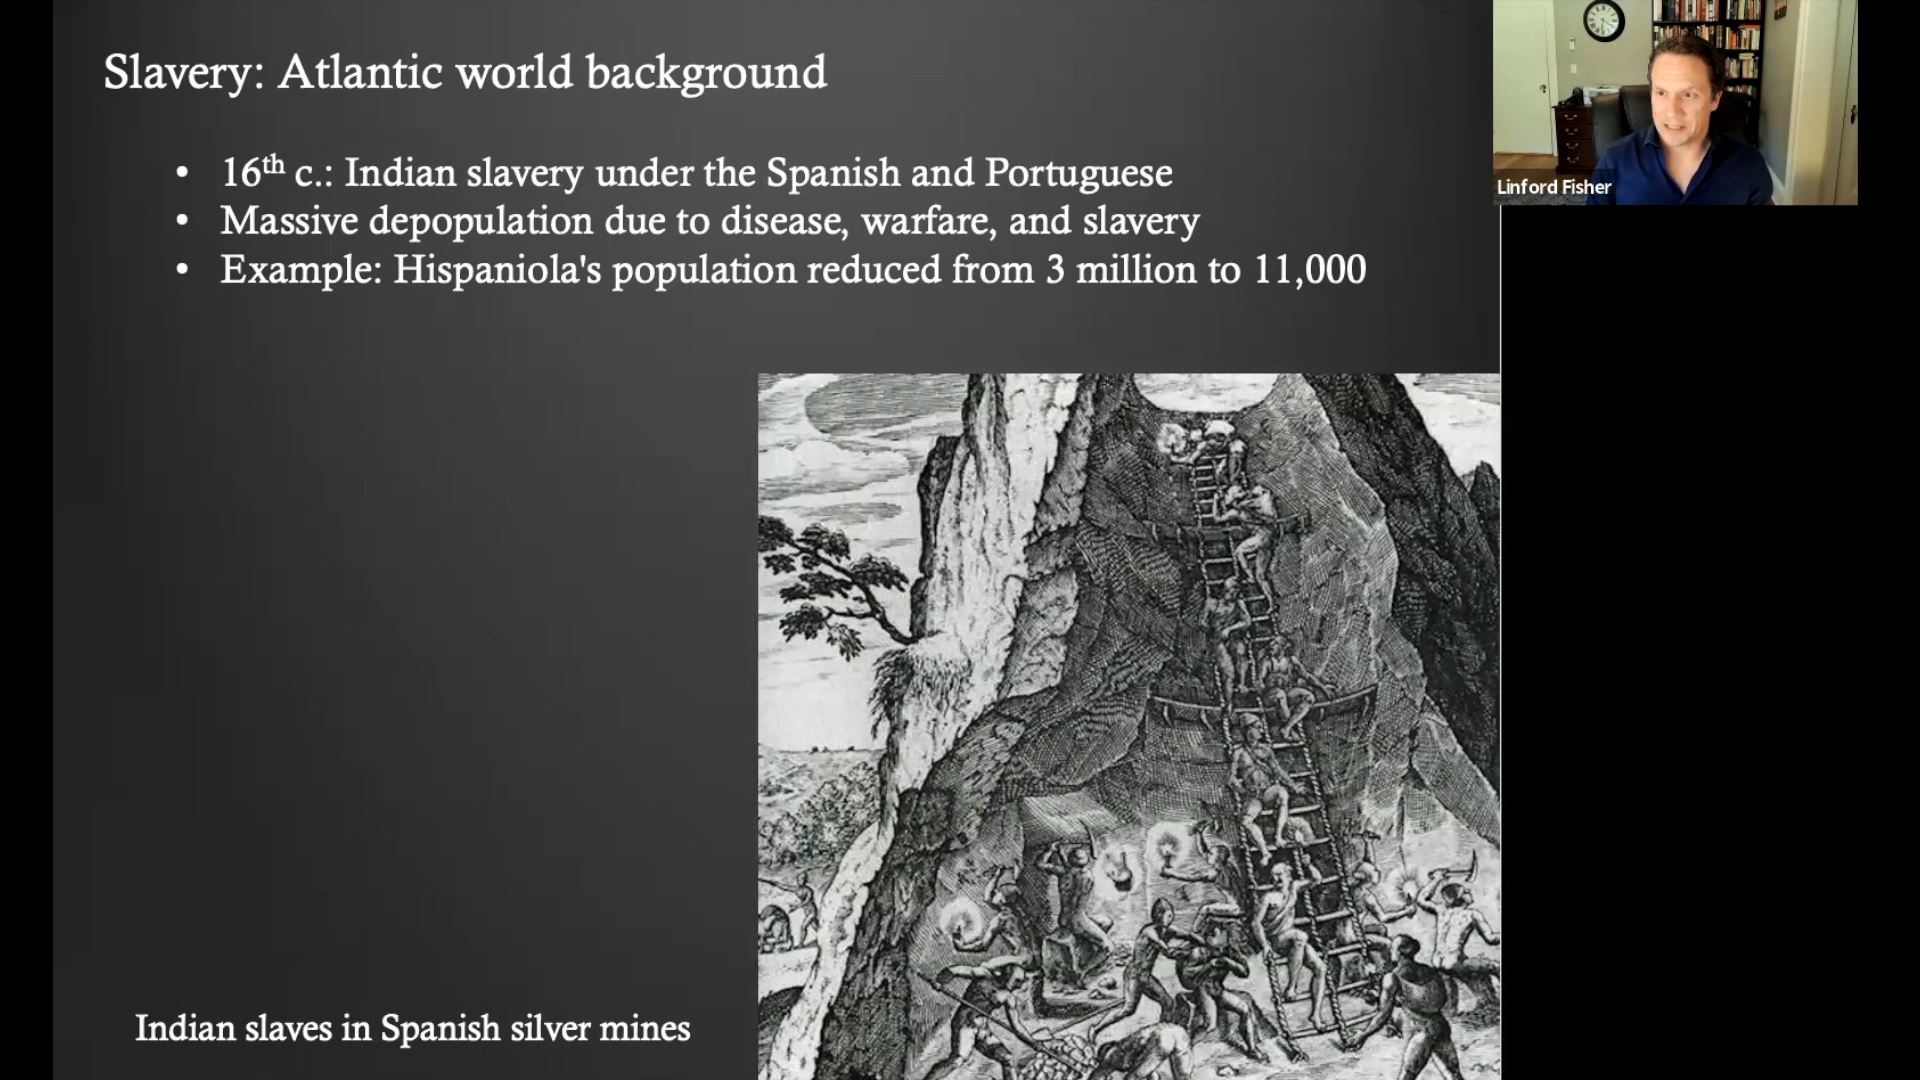 Slavery: Atlantic world background
• 16th c.: Indian slavery under the Spanish and Portuguese
• Massive depopulation due to disease, warfare, and slavery
• Example: Hispaniola's population reduced from 3 million to 11,000
Linford Fisher
Indian slaves in Spanish silver mines